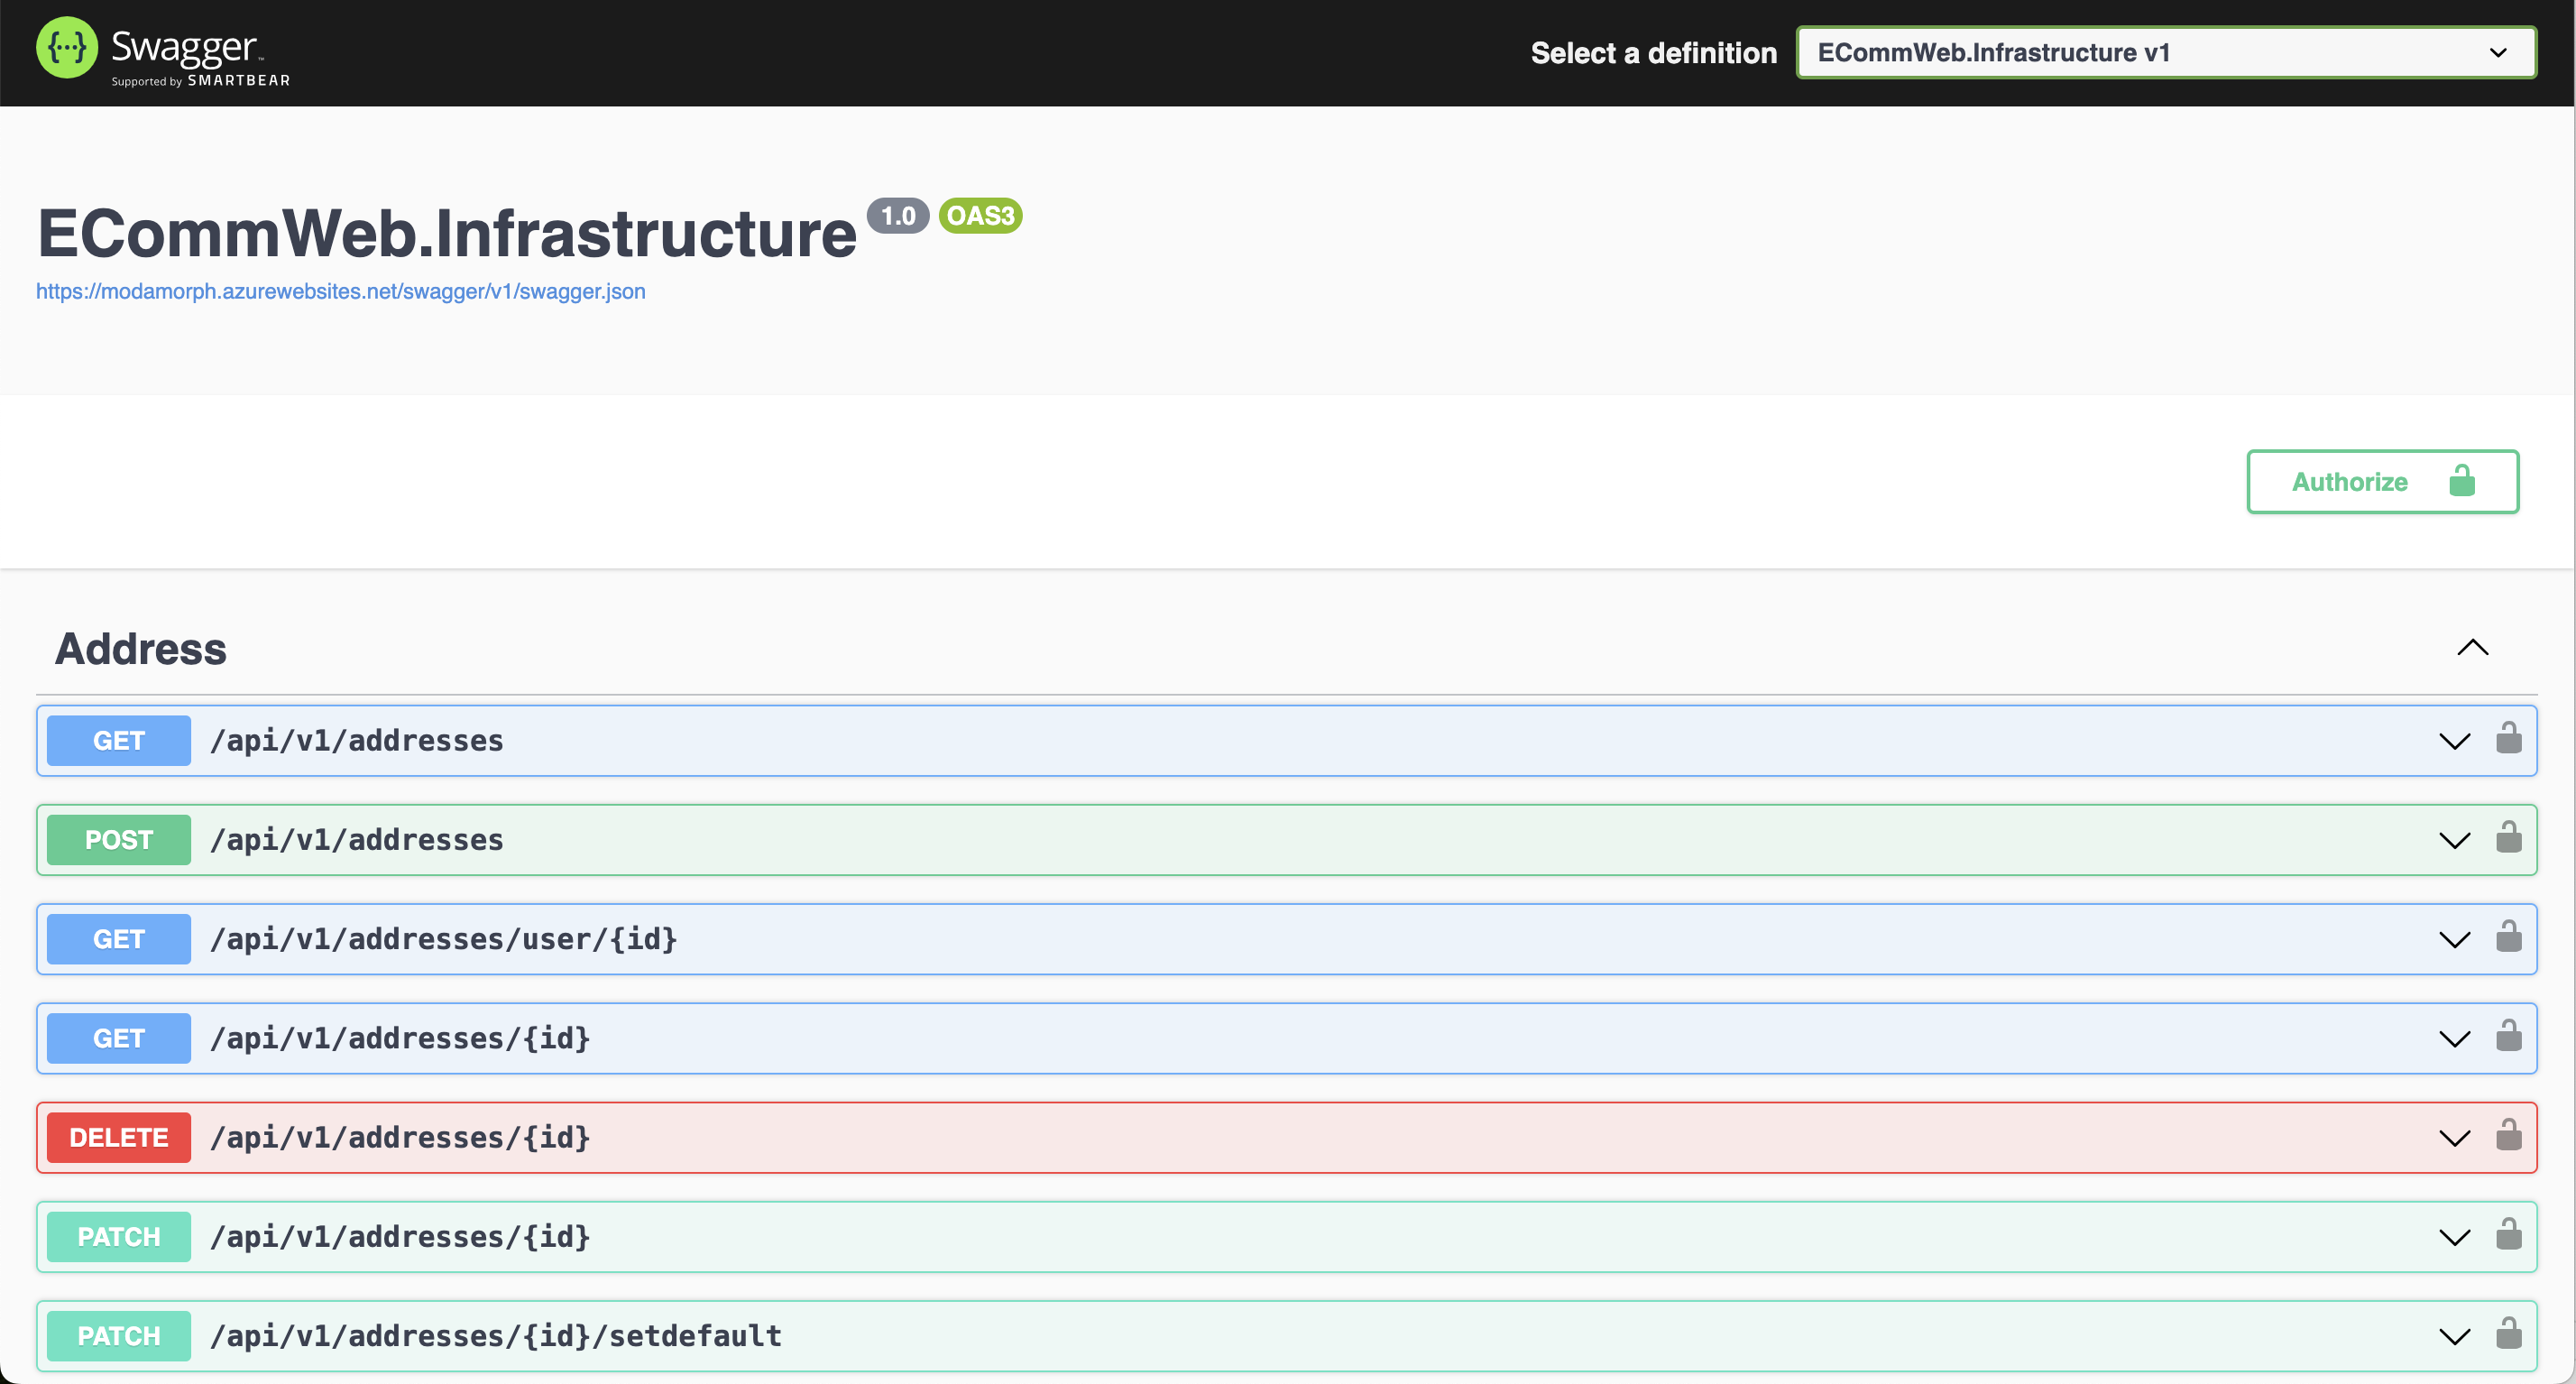 Swagger™
Supported by SMARTBEAR
Select a definition
ECommWeb.Infrastructure v1
ECommWeb.Infrastructure 1.0 OAS3
https://modamorph.azurewebsites.net/swagger/v1/swagger.json
Authorize
Address
GET /api/v1/addresses
POST /api/v1/addresses
GET /api/v1/addresses/user/{id}
GET /api/v1/addresses/{id}
DELETE /api/v1/addresses/{id}
PATCH /api/v1/addresses/{id}
PATCH /api/v1/addresses/{id}/setdefault